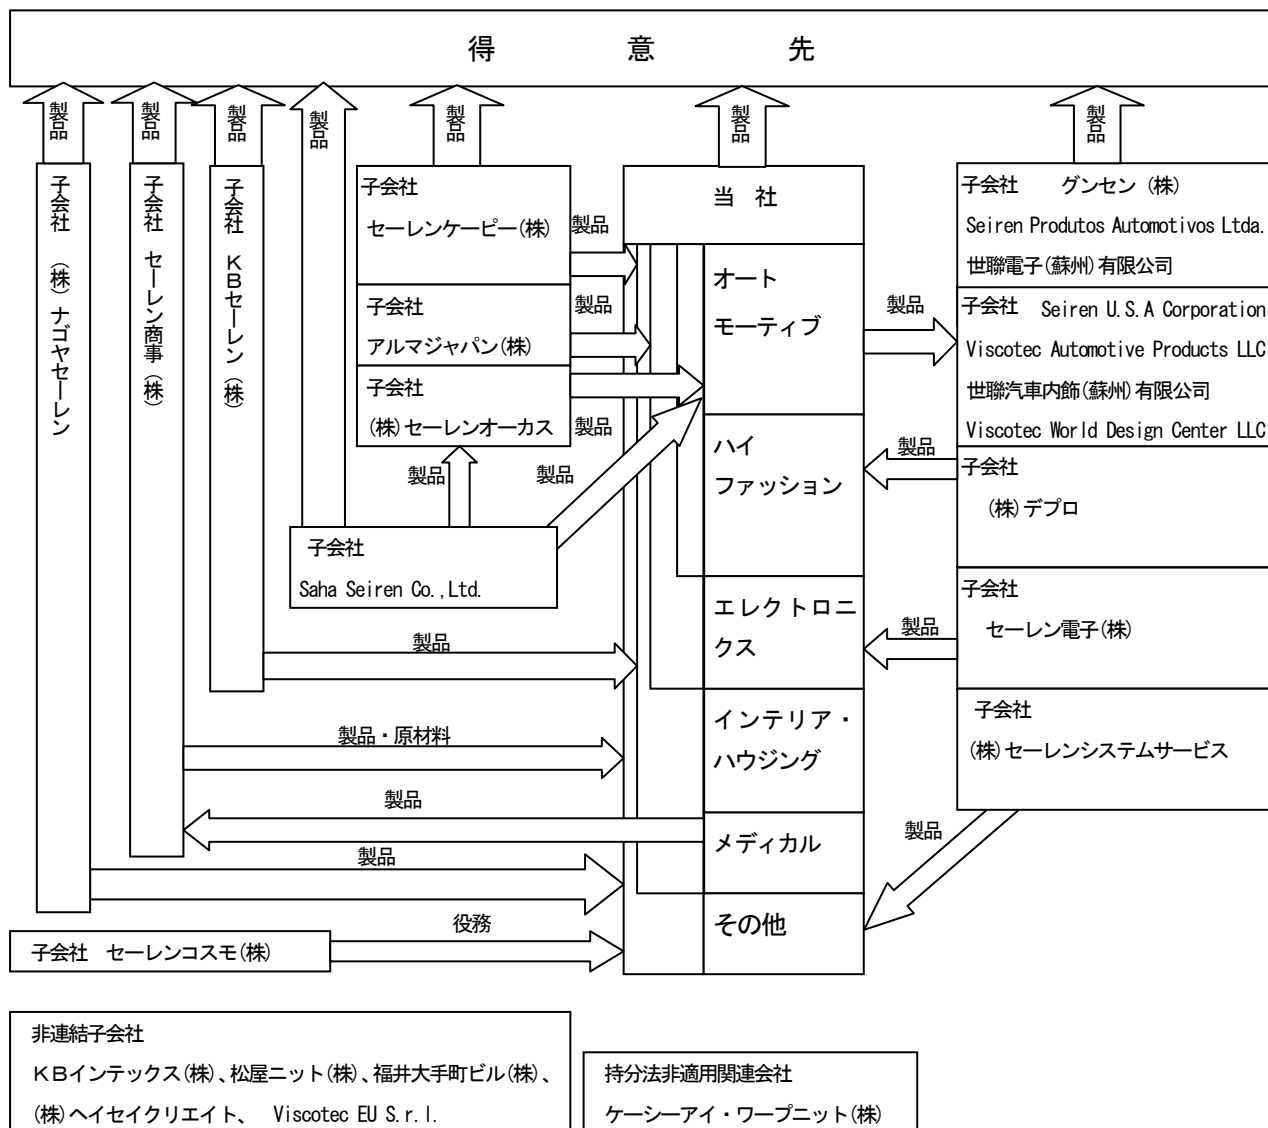 得意先
製品
製品
製品
製品
製品
製品
製品
子会社 (株)ナゴヤセーレン
子会社 セーレン商事(株)
子会社 KBセーレン(株)
子会社
セーレンケーピー(株)
製品
子会社
アルマジャパン(株)
製品
子会社
(株)セーレンオーカス
製品
製品
製品
子会社
Saha Seiren Co.,Ltd.
当 社
オート
モーティブ
ハイ
ファッション
エレクトロニ
クス
インテリア・
ハウジング
メディカル
その他
製品
製品
製品
製品
子会社 グンセン(株)
Seiren Produtos Automotivos Ltda.
世聯電子(蘇州)有限公司
子会社 Seiren U.S.A Corporation
Viscotec Automotive Products LLC
世聯汽車内飾(蘇州)有限公司
Viscotec World Design Center LLC
子会社
(株)デプロ
子会社
セーレン電子(株)
子会社
(株)セーレンシステムサービス
製品
製品・原材料
製品
製品
役務
子会社 セーレンコスモ(株)
非連結子会社
KBインテックス(株)、松屋ニット(株)、福井大手町ビル(株)、
(株)ヘイセイクリエイト、 Viscotec EU S.r.l.
持分法非適用関連会社
ケーシーアイ・ワープニット(株)